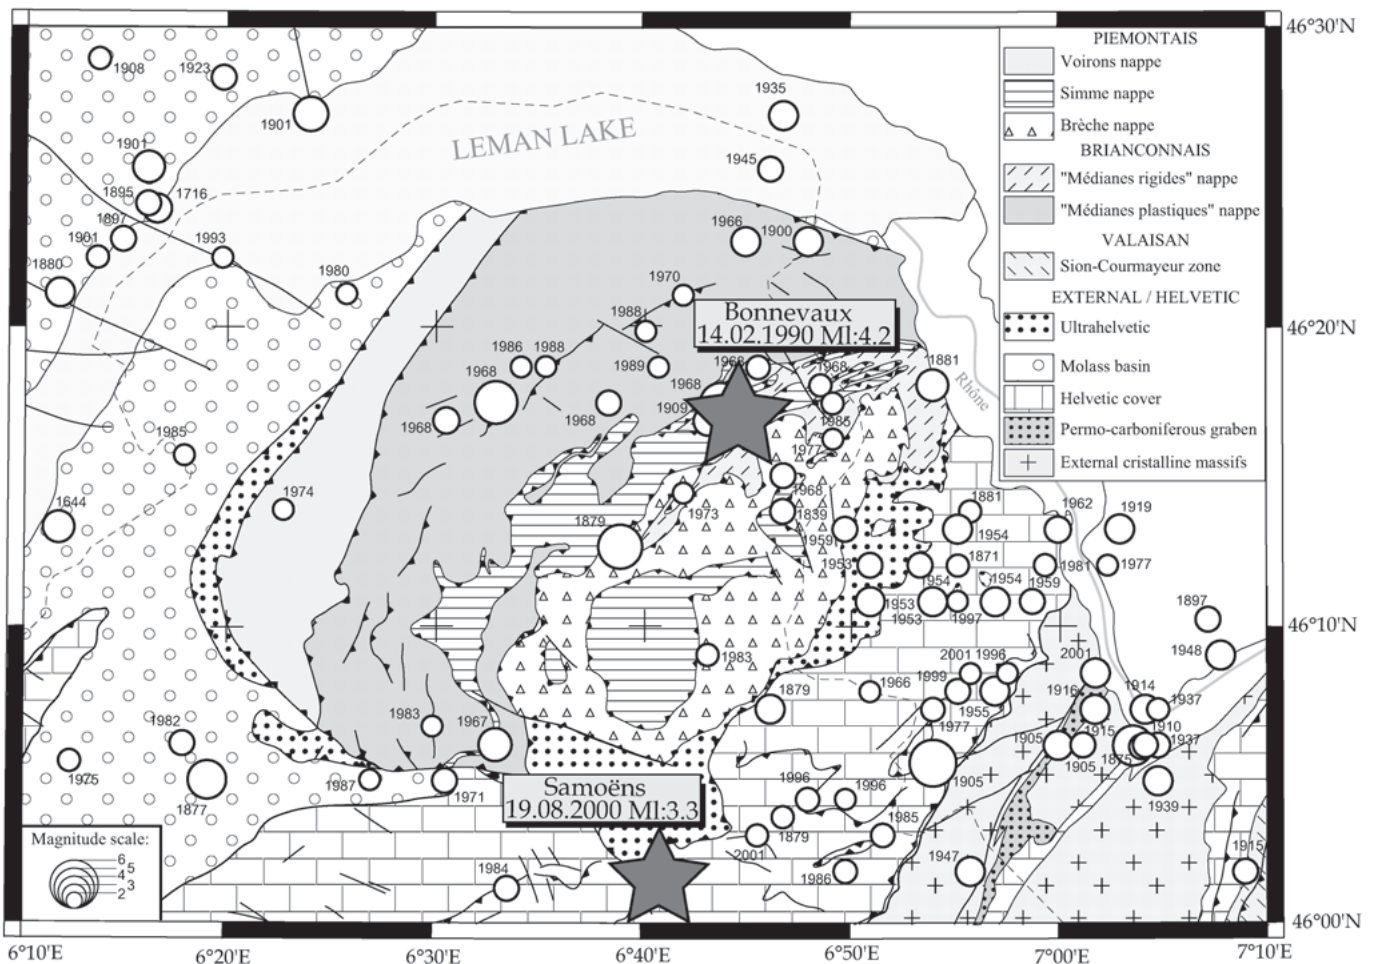 46°30'N
PIEMONTAIS
Voirons nappe
Simme nappe
Brèche nappe
BRIANCONNAIS
"Médianes rigides" nappe
"Médianes plastiques" nappe
VALAISAN
Sion-Courmayeur zone
EXTERNAL / HELVETIC
Ultrahelvetic
Molass basin
Helvetic cover
Permo-carboniferous graben
External cristalline massifs
1908
1923
1901
1935
LEMAN LAKE
1901
1945
1895
1716
1897
1901
1993
1966
1900
1880
1980
1970
Bonnevaux
14.02.1990 Ml:4.2
46°20'N
1988
1986
1988
1989
1968
1968
1881
Rhône
1968
1968
1909
1968
1968
1985
1977
1985
1974
1968
1973
1839
1644
1879
1959
1881
1954
1962
1919
1953
1954
1871
1954
1981
1959
1977
1953
1953
1997
1897
46°10'N
1983
1948
2001
1996
2001
1966
1999
1879
1916
1914
1937
1955
1977
1983
1967
1982
1905
1915
1910
1937
1875
1905
1975
1987
1971
1877
1905
1939
Samoëns
19.08.2000 Ml:3.3
1996
1996
1879
1985
2001
1986
1947
1915
1984
Magnitude scale:
6
5
4
3
2
46°00'N
6°10'E
6°20'E
6°30'E
6°40'E
6°50'E
7°00'E
7°10'E